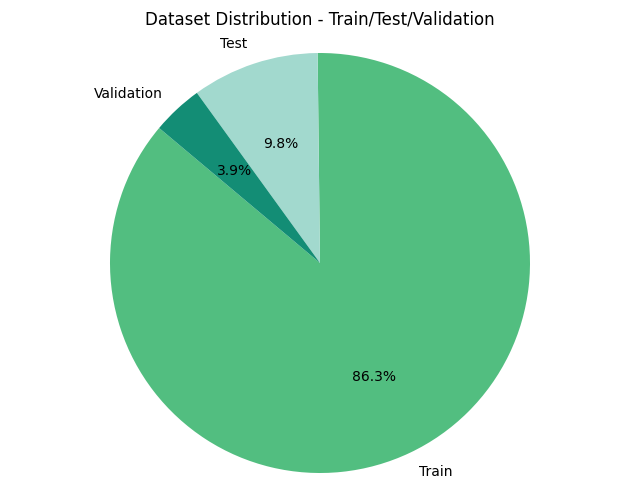 Dataset Distribution - Train/Test/Validation
Test
Validation
9.8%
3.9%
86.3%
Train